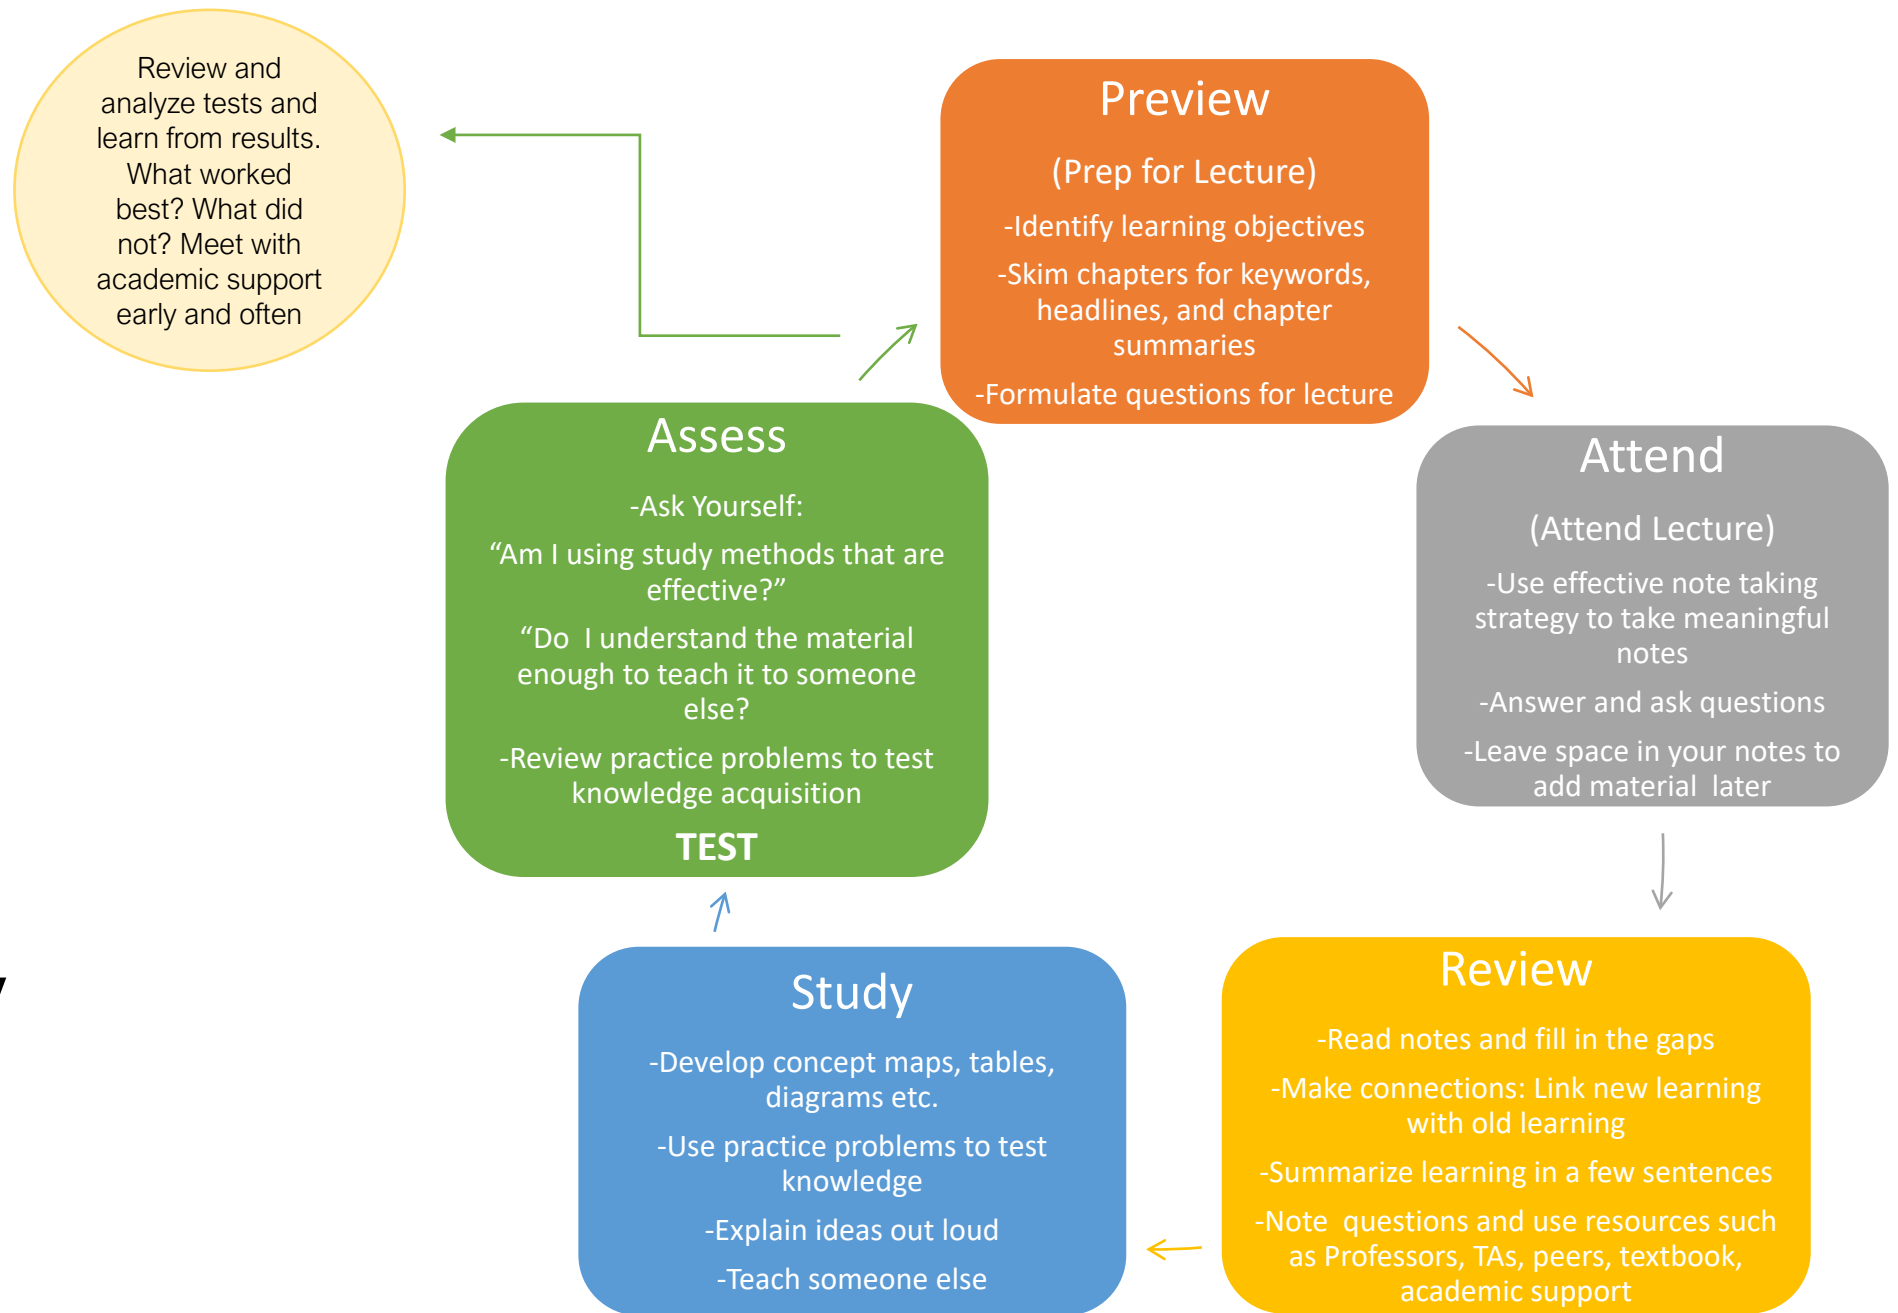 Review and
analyze tests and
learn from results.
What worked
best? What did
not? Meet with
academic support
early and often
Preview
(Prep for Lecture)
-Identify learning objectives
-Skim chapters for keywords,
headlines, and chapter
summaries
-Formulate questions for lecture
Attend
(Attend Lecture)
-Use effective note taking
strategy to take meaningful
notes
-Answer and ask questions
-Leave space in your notes to
add material  later
Review
-Read notes and fill in the gaps
-Make connections: Link new learning
with old learning
-Summarize learning in a few sentences
-Note  questions and use resources such
as Professors, TAs, peers, textbook,
academic support
Study
-Develop concept maps, tables,
diagrams etc.
-Use practice problems to test
knowledge
-Explain ideas out loud
-Teach someone else
Assess
-Ask Yourself:
“Am I using study methods that are
effective?”
“Do  I understand the material
enough to teach it to someone
else?
-Review practice problems to test
knowledge acquisition
TEST